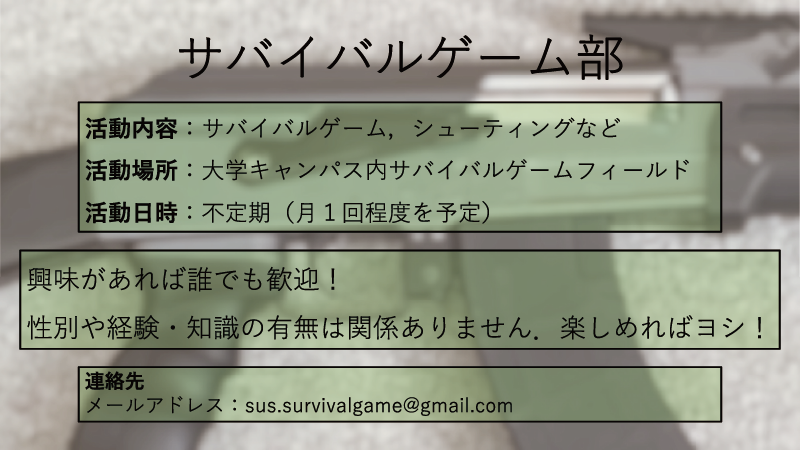 サバイバルゲーム部
活動内容：サバイバルゲーム，シューティングなど
活動場所：大学キャンパス内サバイバルゲームフィールド
活動日時：不定期（月１回程度を予定）
興味があれば誰でも歓迎！
性別や経験・知識の有無は関係ありません．楽しめればヨシ！
連絡先
メールアドレス：sus.survivalgame@gmail.com